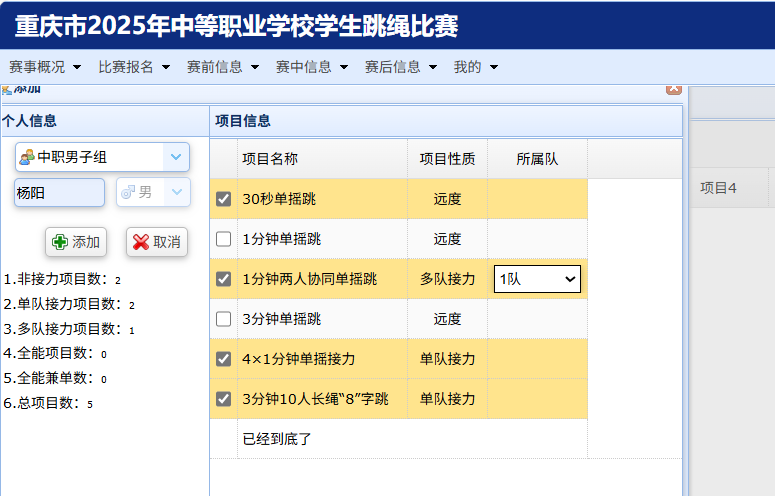 重庆市2025年中等职业学校学生跳绳比赛
赛事概况 比赛报名 赛前信息 赛中信息 赛后信息 我的
添加
个人信息
中职男子组
杨阳 男
添加 取消
1.非接力项目数：2
2.单队接力项目数：2
3.多队接力项目数：1
4.全能项目数：0
5.全能兼单数：0
6.总项目数：5
项目信息
项目名称 项目性质 所属队
30秒单摇跳 远度
1分钟单摇跳 远度
1分钟两人协同单摇跳 多队接力 1队
3分钟单摇跳 远度
4×1分钟单摇接力 单队接力
3分钟10人长绳“8”字跳 单队接力
已经到底了
项目4